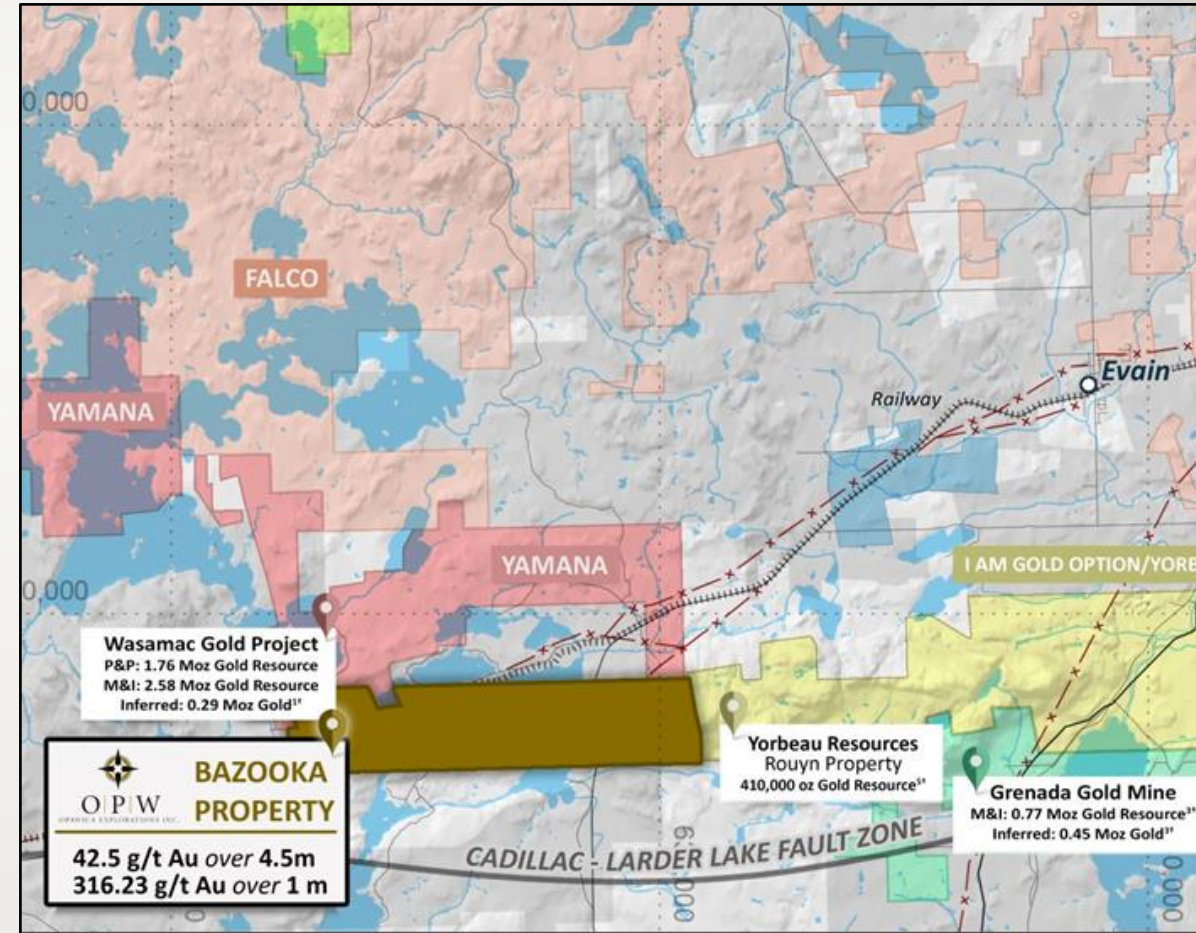 0,000
FALCO
YAMANA
Railway
Evain
YAMANA
I AM GOLD OPTION/YORB
0,000
Wasamac Gold Project
P&P: 1.76 Moz Gold Resource
M&I: 2.58 Moz Gold Resource
Inferred: 0.29 Moz Gold
Yorbeau Resources
Rouyn Property
410,000 oz Gold Resource
Grenada Gold Mine
M&I: 0.77 Moz Gold Resource
Inferred: 0.45 Moz Gold
O|P|W
OPAWICA EXPLORATIONS INC.
BAZOOKA
PROPERTY
42.5 g/t Au over 4.5m
316.23 g/t Au over 1 m
CADILLAC - LARDER LAKE FAULT ZONE